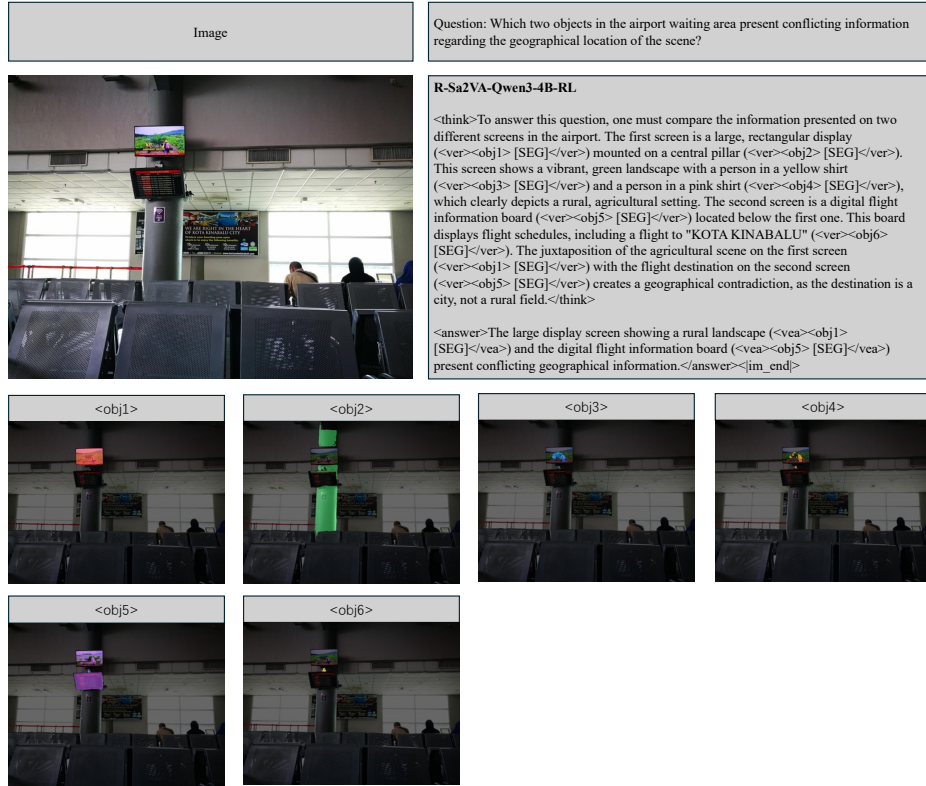 Image
Question: Which two objects in the airport waiting area present conflicting information
regarding the geographical location of the scene?
WE ARE RIGHT IN THE HEART
OF KOTA KINABALU CITY
R-Sa2VA-Qwen3-4B-RL
<think>To answer this question, one must compare the information presented on two
different screens in the airport. The first screen is a large, rectangular display
(<ver><obj1> [SEG]</ver>) mounted on a central pillar (<ver><obj2> [SEG]</ver>).
This screen shows a vibrant, green landscape with a person in a yellow shirt
(<ver><obj3> [SEG]</ver>) and a person in a pink shirt (<ver><obj4> [SEG]</ver>),
which clearly depicts a rural, agricultural setting. The second screen is a digital flight
information board (<ver><obj5> [SEG]</ver>) located below the first one. This board
displays flight schedules, including a flight to "KOTA KINABALU" (<ver><obj6>
[SEG]</ver>). The juxtaposition of the agricultural scene on the first screen
(<ver><obj1> [SEG]</ver>) with the flight destination on the second screen
(<ver><obj5> [SEG]</ver>) creates a geographical contradiction, as the destination is a
city, not a rural field.</think>
<answer>The large display screen showing a rural landscape (<vea><obj1>
[SEG]</vea>) and the digital flight information board (<vea><obj5> [SEG]</vea>)
present conflicting geographical information.</answer><|im_end|>
<obj1>
<obj2>
<obj3>
<obj4>
<obj5>
<obj6>